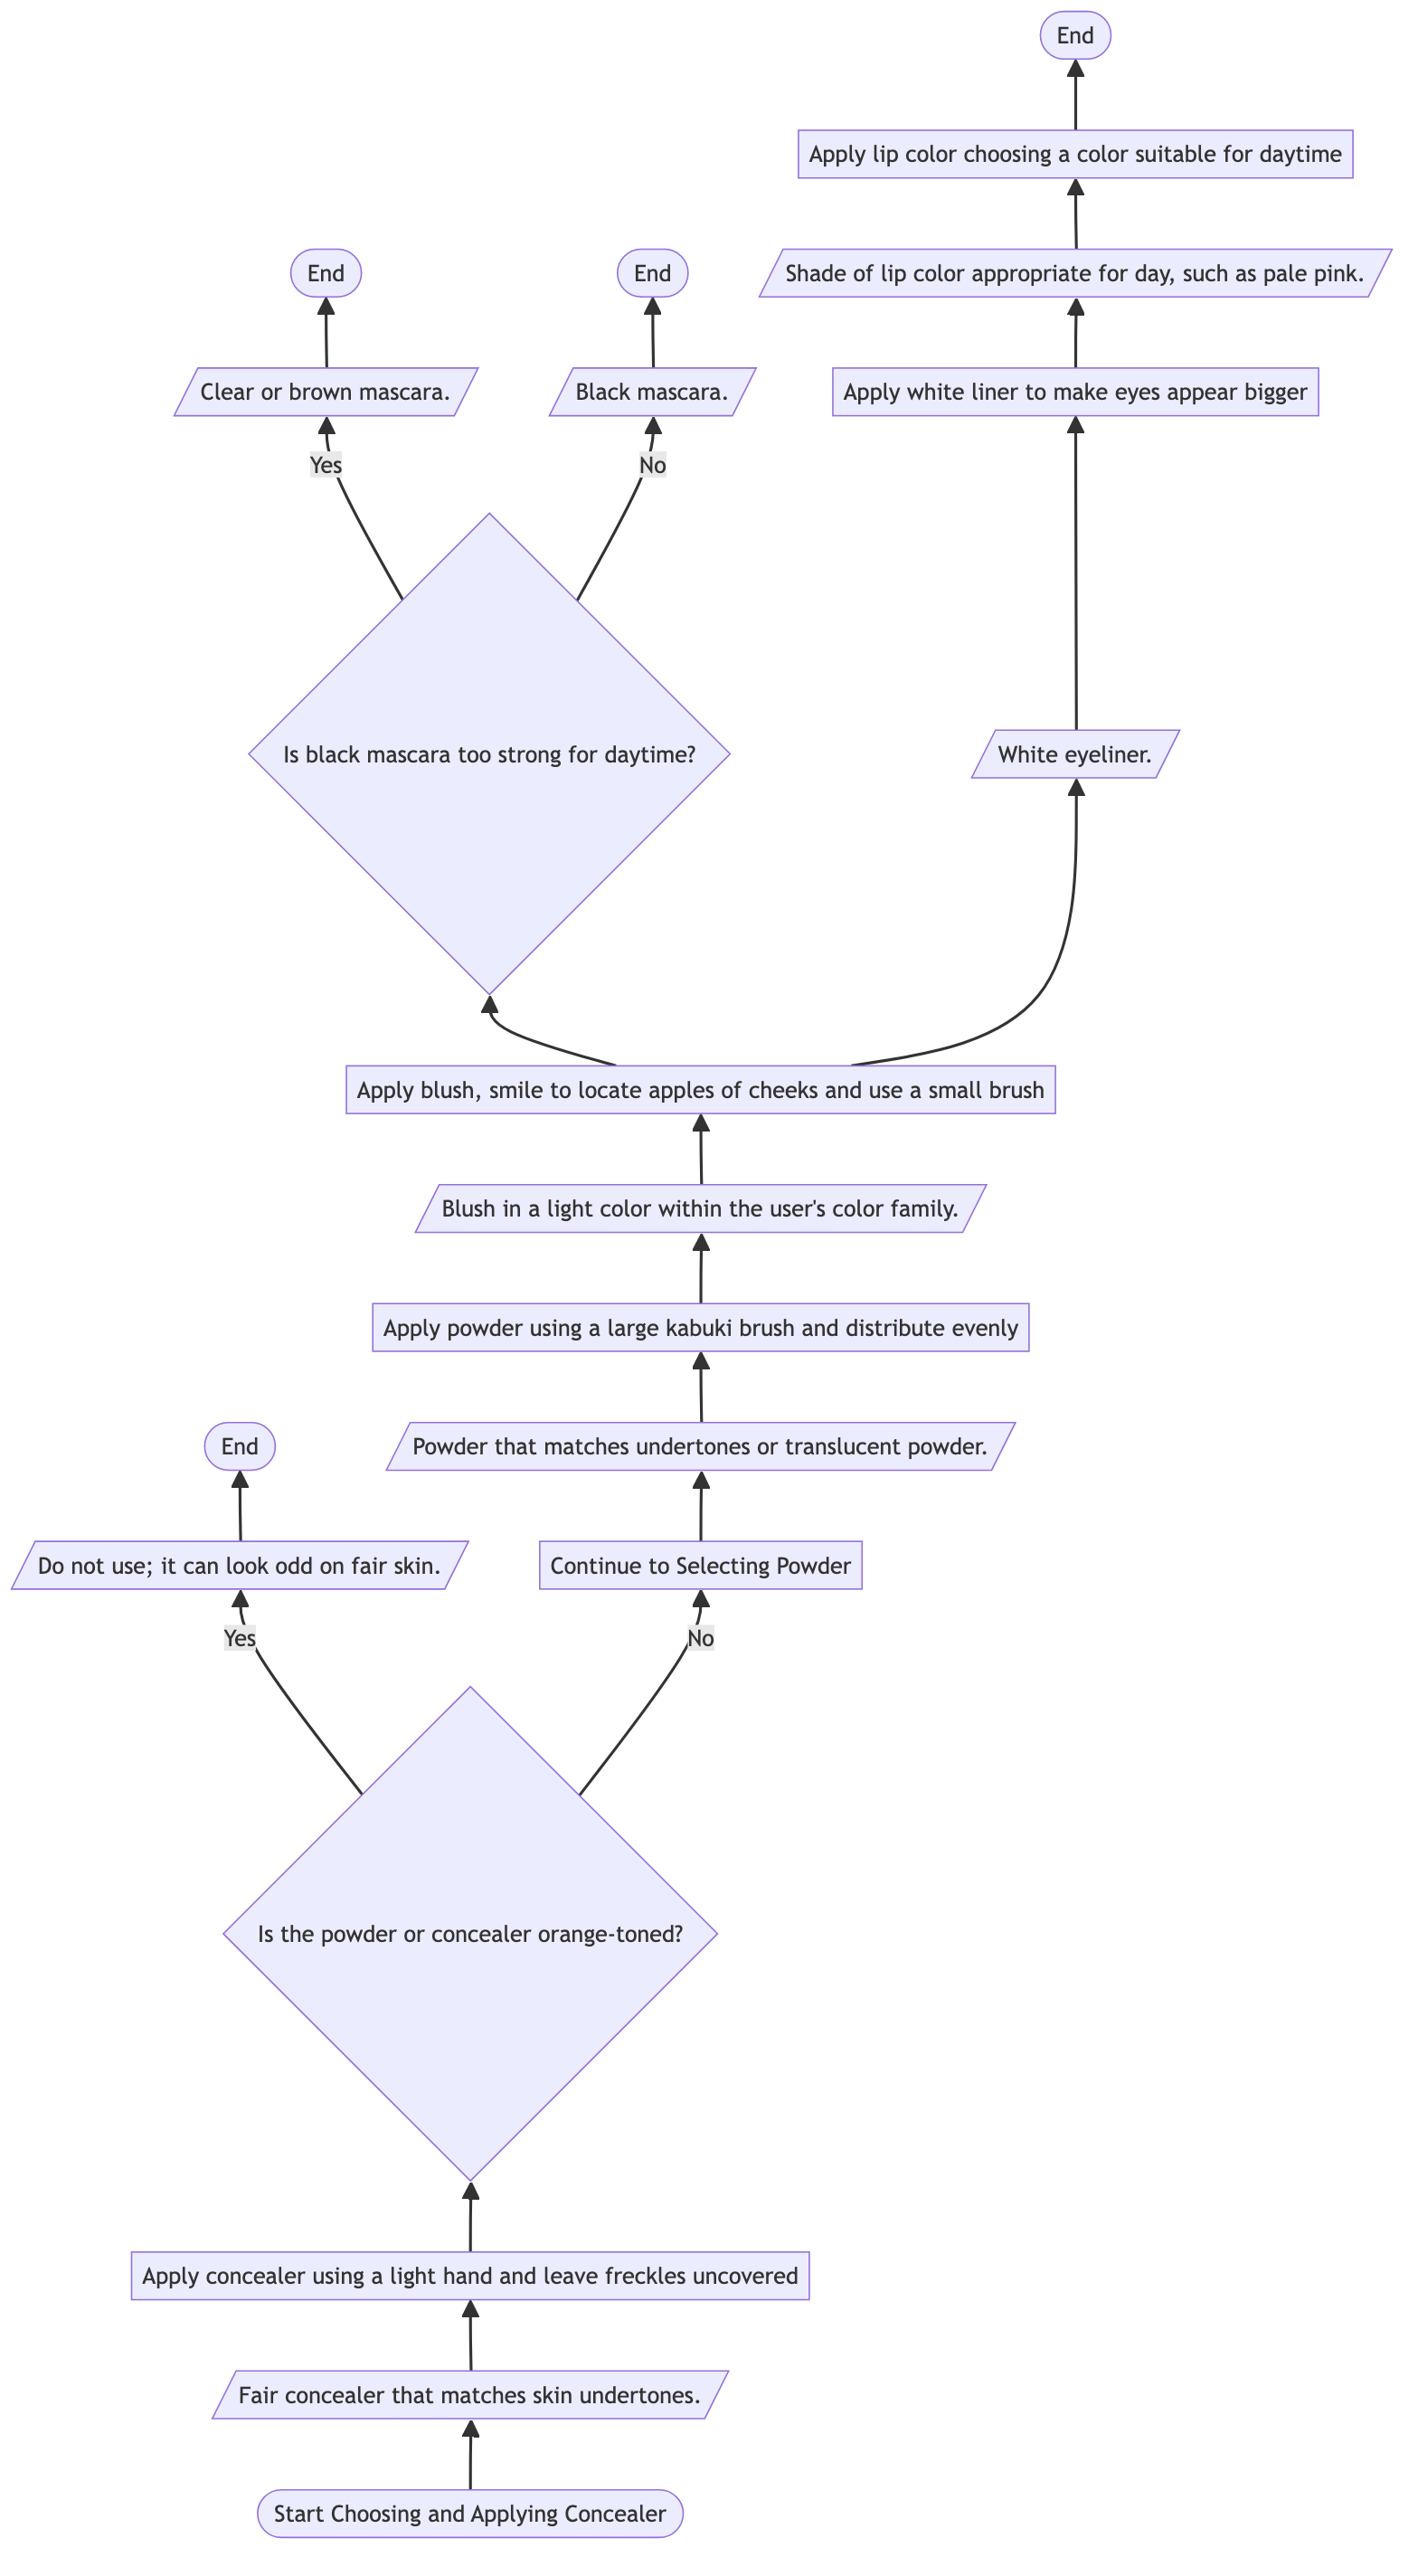 End
Apply lip color choosing a color suitable for daytime
End
End
Shade of lip color appropriate for day, such as pale pink.
Clear or brown mascara.
Black mascara.
Apply white liner to make eyes appear bigger
Yes
No
Is black mascara too strong for daytime?
White eyeliner.
Apply blush, smile to locate apples of cheeks and use a small brush
Blush in a light color within the user's color family.
Apply powder using a large kabuki brush and distribute evenly
End
Powder that matches undertones or translucent powder.
Do not use; it can look odd on fair skin.
Continue to Selecting Powder
Yes
No
Is the powder or concealer orange-toned?
Apply concealer using a light hand and leave freckles uncovered
Fair concealer that matches skin undertones.
Start Choosing and Applying Concealer